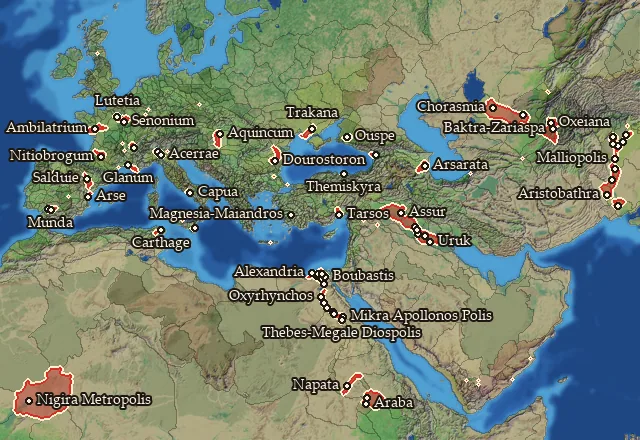 Lutetia
Senonium
Ambilatrium
Nitiobrogum
Acerrae
Salduie
Glanum
Arse
Munda
Capua
Carthage
Aquincum
Trakana
Ouspe
Dourostoron
Themiskyra
Magnesia-Maiandros
Tarsos
Arsarata
Assur
Uruk
Chorasmia
Baktra-Zariaspa
Oxeiana
Malliopolis
Aristobathra
Alexandria
Boubastis
Oxyrhynchos
Mikra Apollonos Polis
Thebes-Megale Diospolis
Napata
Araba
Nigira Metropolis